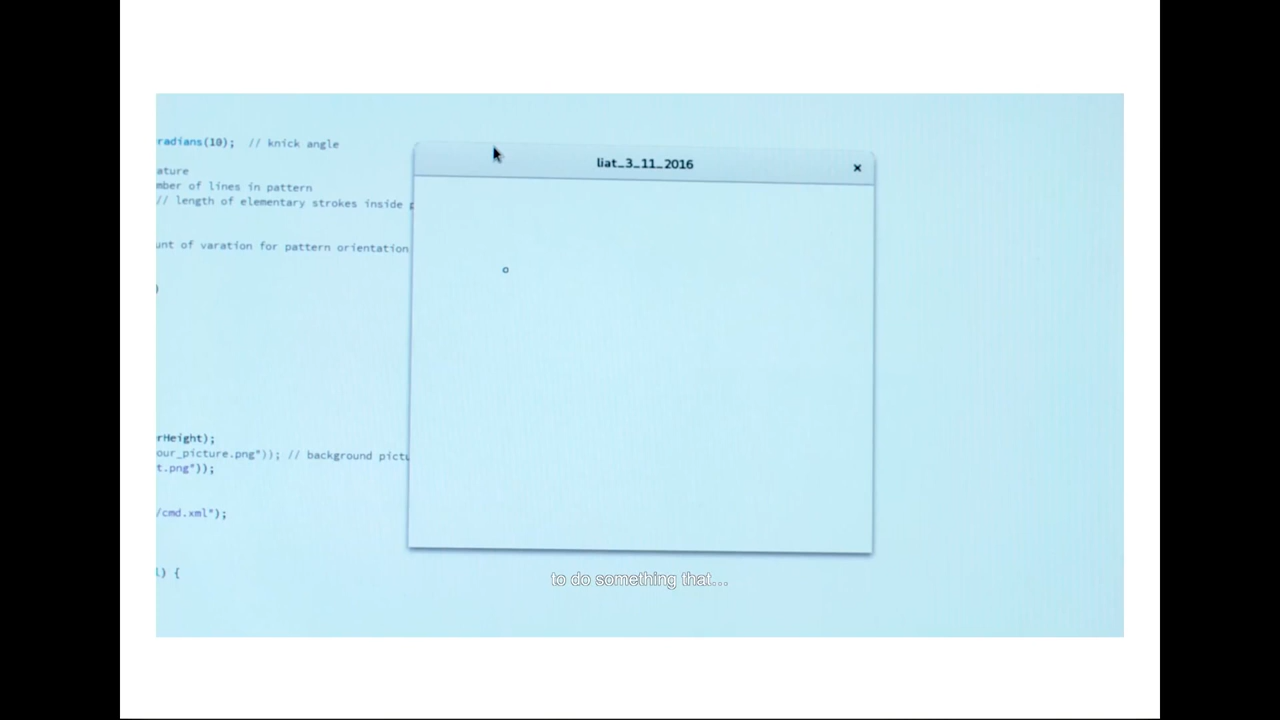 radians(10);  // knick angle
ature
mber of lines in pattern
// length of elementary strokes inside p
unt of varation for pattern orientation
)
rHeight);
our_picture.png")); // background pictu
t.png"));
/cmd.xml");
l) {
liat_3_11_2016
to do something that...